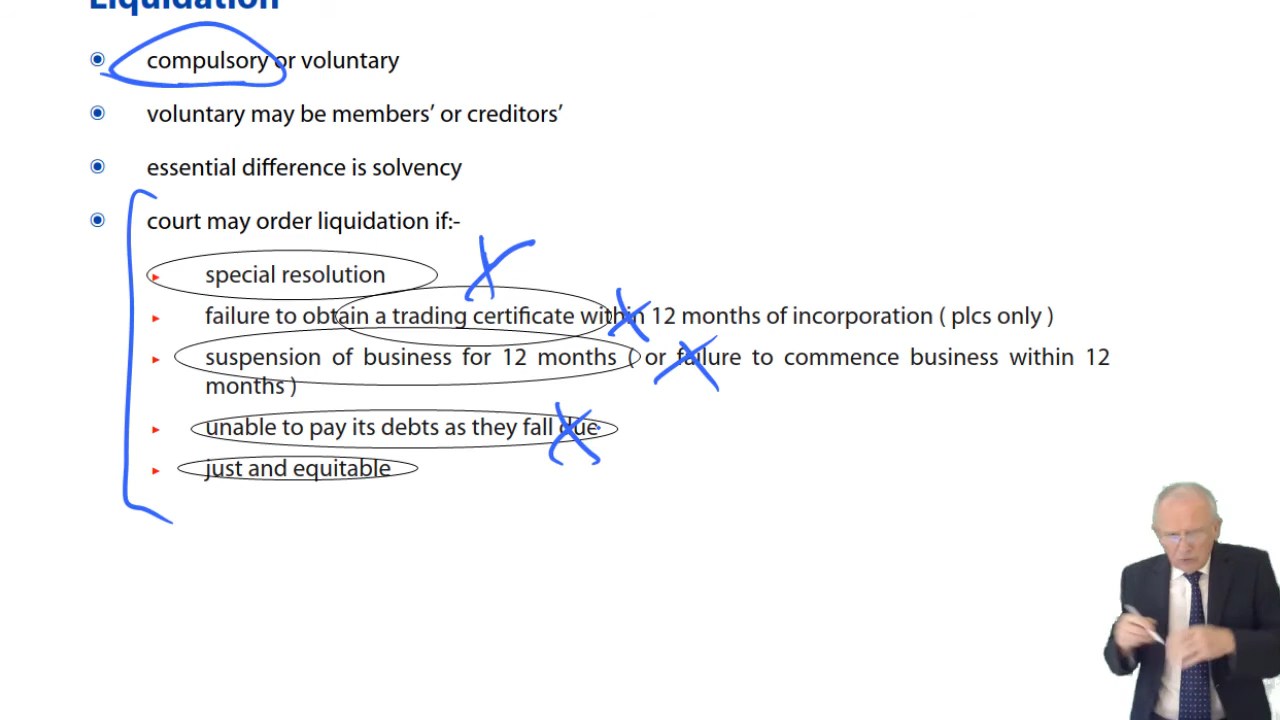 Liquidation
compulsory or voluntary
voluntary may be members’ or creditors’
essential difference is solvency
court may order liquidation if:-
special resolution
failure to obtain a trading certificate within 12 months of incorporation ( plcs only )
suspension of business for 12 months ( or failure to commence business within 12
months )
unable to pay its debts as they fall due
just and equitable